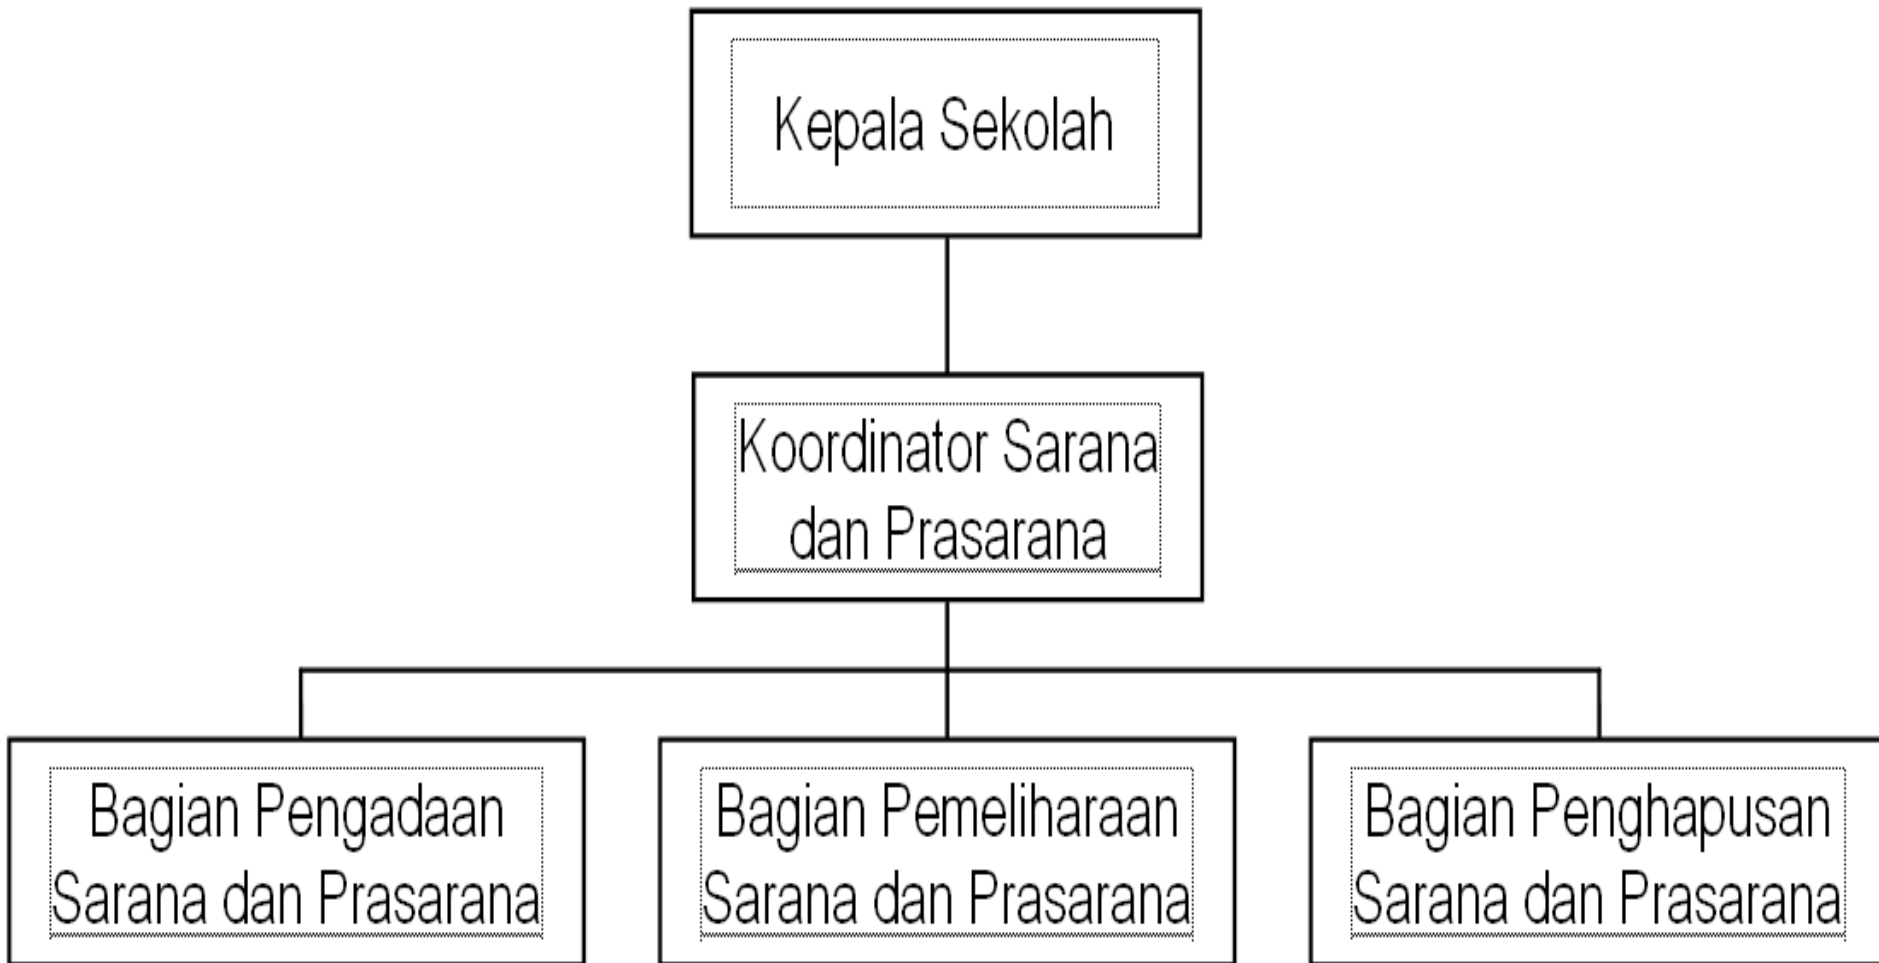 Kepala Sekolah
Koordinator Sarana
dan Prasarana
Bagian Pengadaan
Sarana dan Prasarana
Bagian Pemeliharaan
Sarana dan Prasarana
Bagian Penghapusan
Sarana dan Prasarana